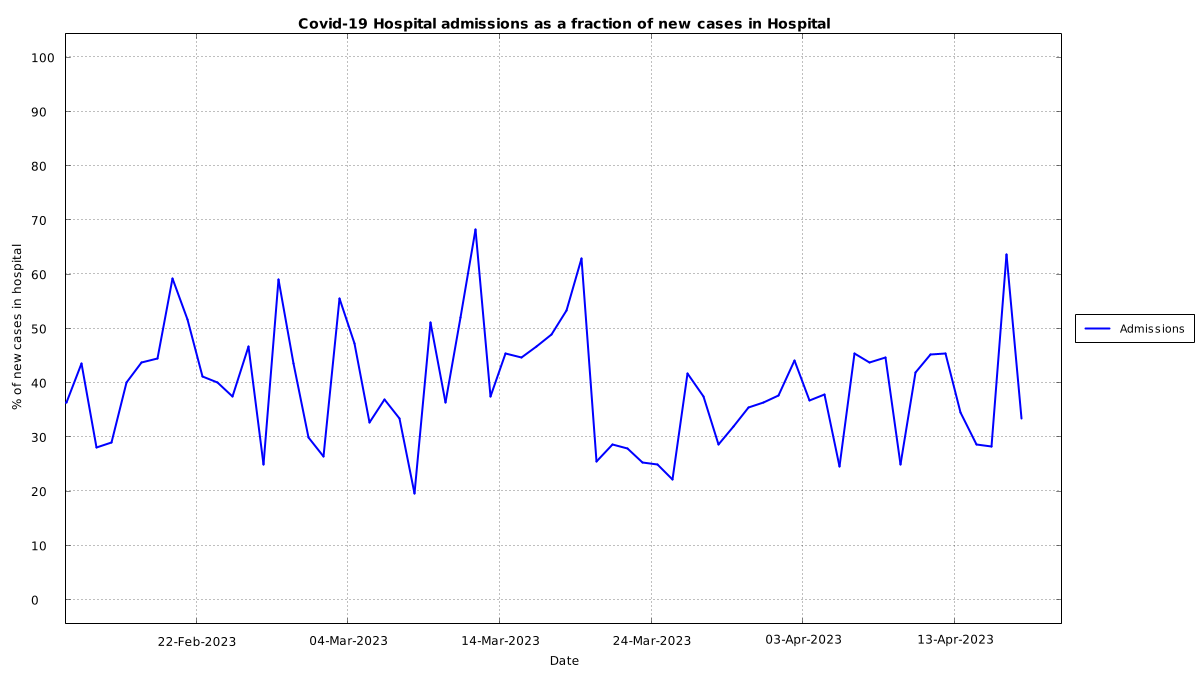 Covid-19 Hospital admissions as a fraction of new cases in Hospital
100
90
80
70
60
50
40
30
20
10
0
% of new cases in hospital
22-Feb-2023 04-Mar-2023 14-Mar-2023 24-Mar-2023 03-Apr-2023 13-Apr-2023
Date
Admissions